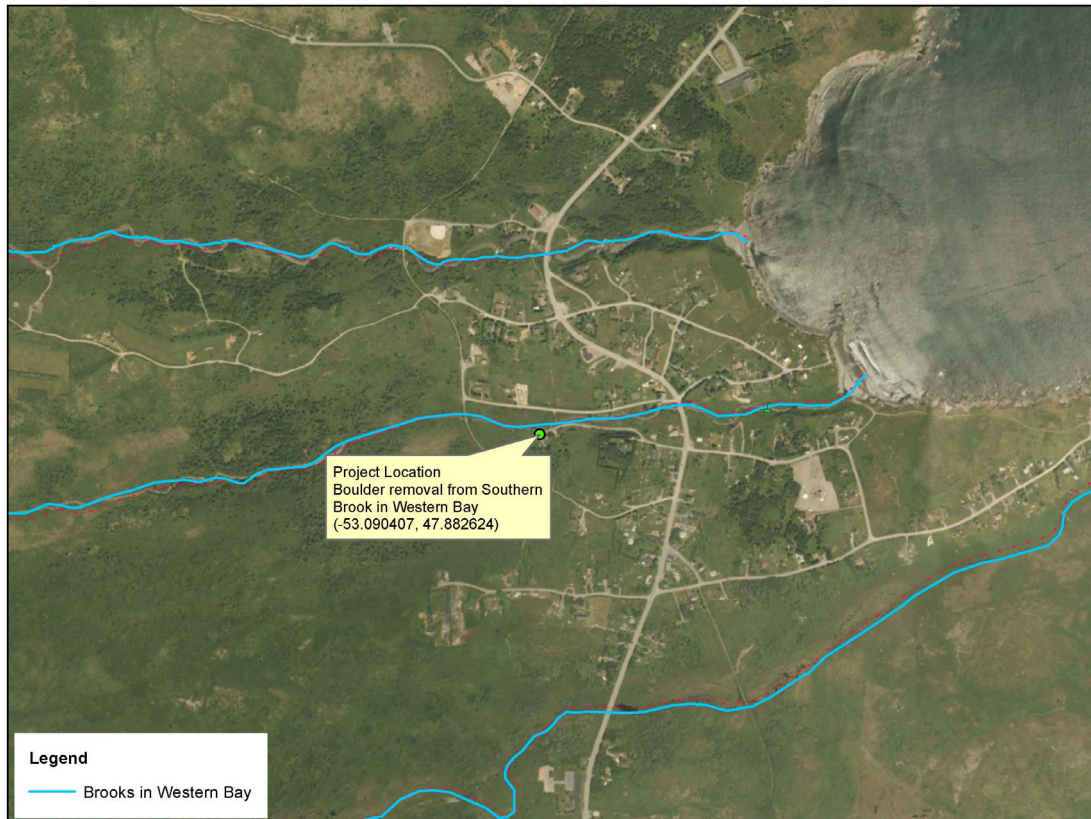 Project Location
Boulder removal from Southern
Brook in Western Bay
(-53.090407, 47.882624)
Legend
Brooks in Western Bay